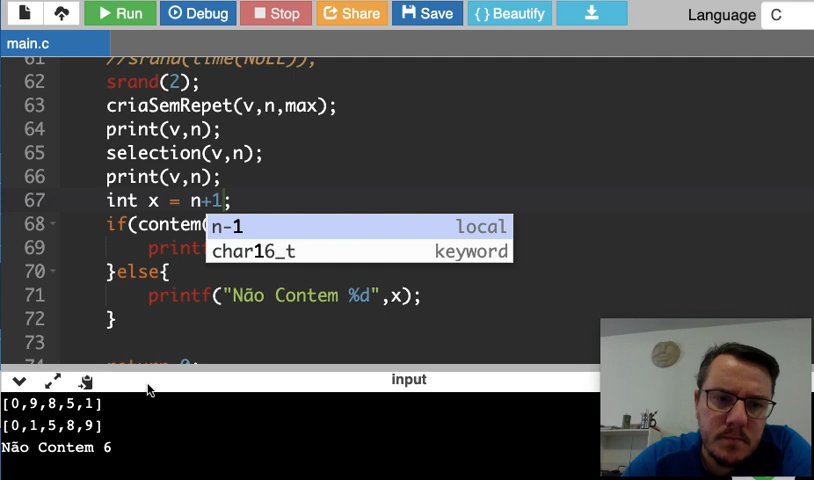 Run Debug Stop Share Save { } Beautify Language C
main.c
61 //srand(time(NULL));
62 srand(2);
63 criaSemRepet(v,n,max);
64 print(v,n);
65 selection(v,n);
66 print(v,n);
67 int x = n+1;
68 if(contem(
n-1 local
69 printf
char16_t keyword
70 }else{
71 printf("Não Contem %d",x);
72 }
73
74 return 0;
input
[0,9,8,5,1]
[0,1,5,8,9]
Não Contem 6